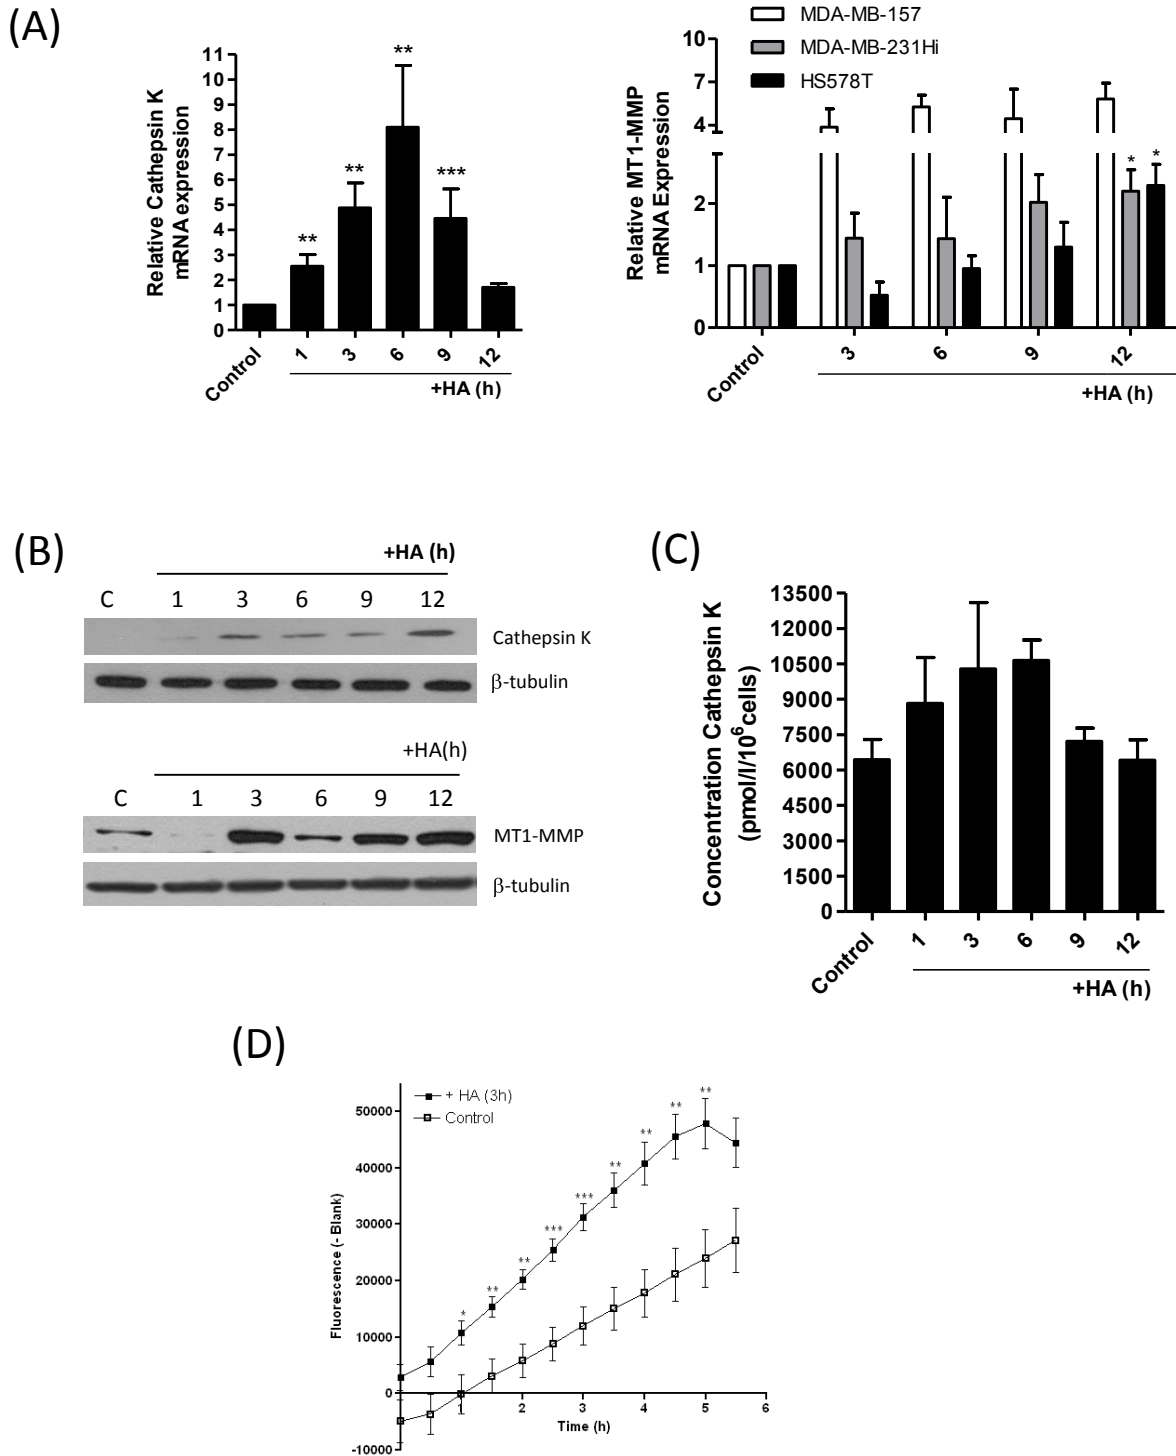 (A)
Relative Cathepsin K
mRNA expression
11
10
9
8
7
6
5
4
3
2
1
0
**
**
**
***
Control
1
3
6
9
12
+HA (h)
MDA-MB-157
MDA-MB-231Hi
HS578T
Relative MT1-MMP
mRNA Expression
10
7
4
2
1
0
*
*
Control
3
6
9
12
+HA (h)
(B)
+HA (h)
C 1 3 6 9 12
Cathepsin K
β-tubulin
+HA(h)
C 1 3 6 9 12
MT1-MMP
β-tubulin
(C)
Concentration Cathepsin K
(pmol/l/10⁶cells)
13500
12000
10500
9000
7500
6000
4500
3000
1500
0
Control
1
3
6
9
12
+HA (h)
(D)
+ HA (3h)
Control
Fluorescence (- Blank)
50000
40000
30000
20000
10000
0
-10000
*
**
**
***
***
**
**
**
**
1 2 3 4 5 6
Time (h)